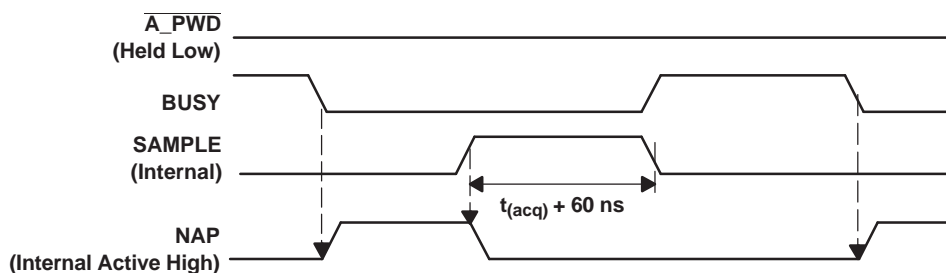 A_PWD
(Held Low)
BUSY
SAMPLE
(Internal)
t(acq) + 60 ns
NAP
(Internal Active High)